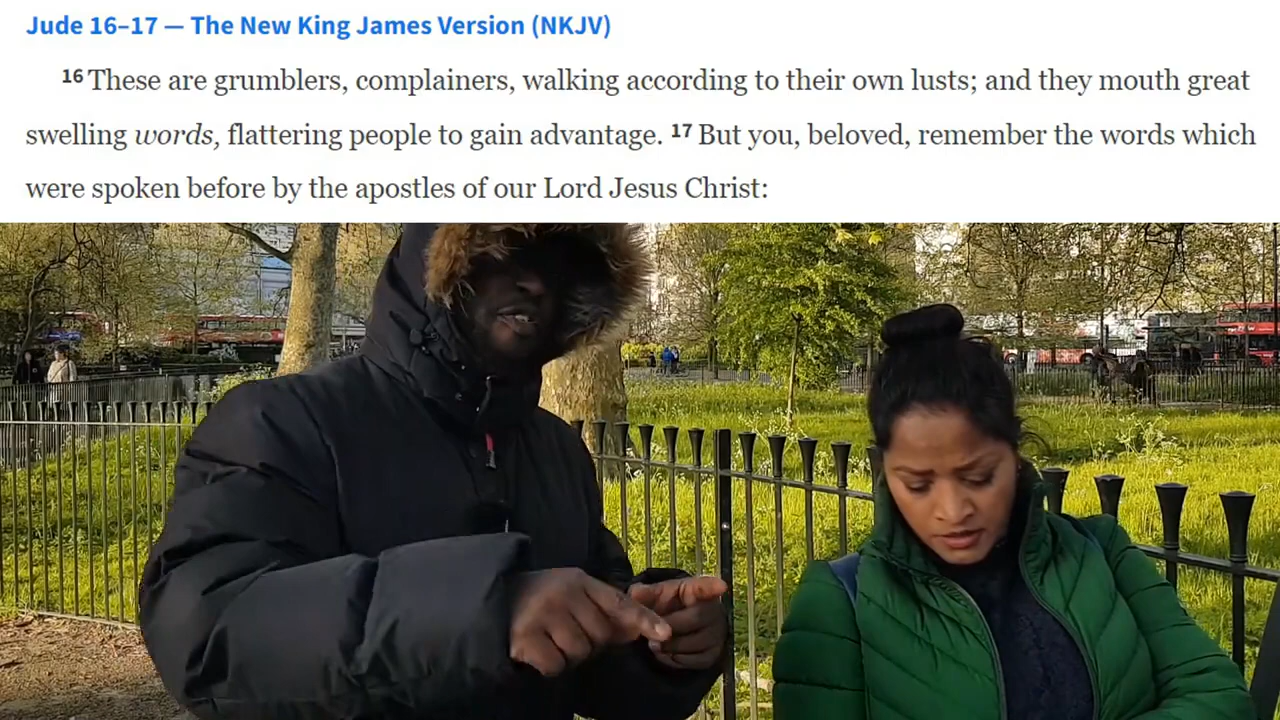 Jude 16–17 — The New King James Version (NKJV)
16 These are grumblers, complainers, walking according to their own lusts; and they mouth great
swelling words, flattering people to gain advantage. 17 But you, beloved, remember the words which
were spoken before by the apostles of our Lord Jesus Christ: